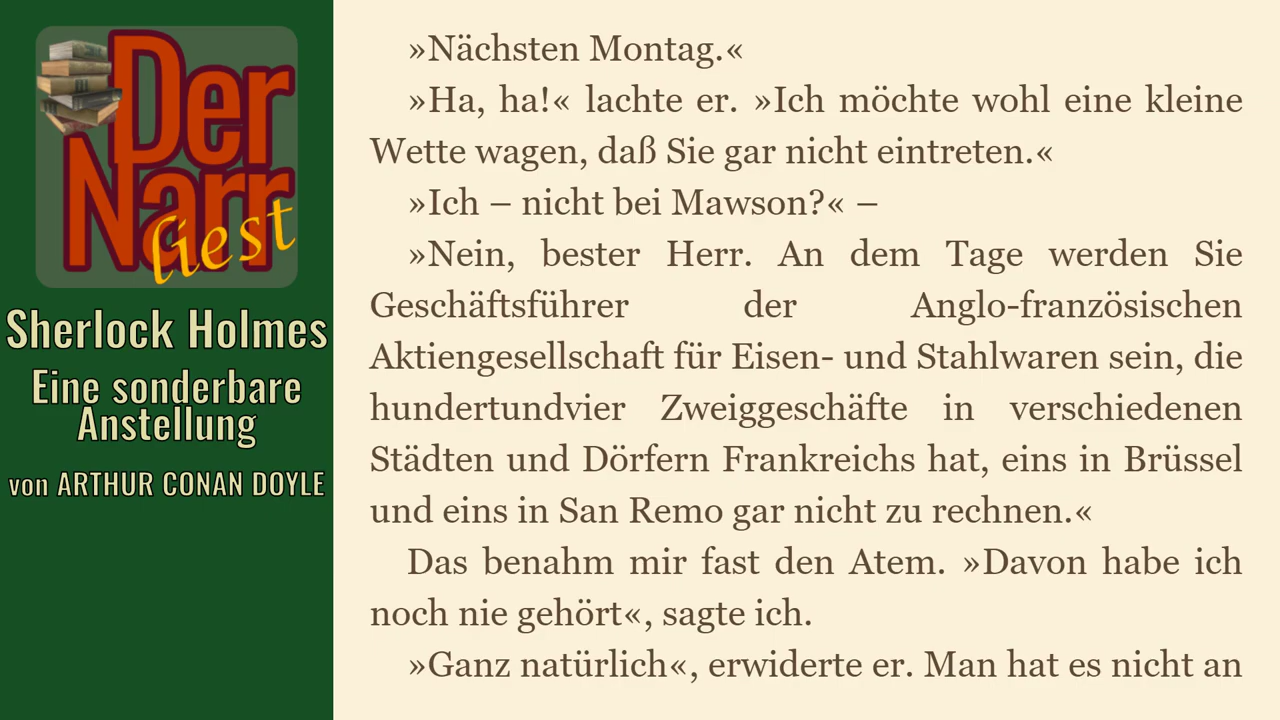 Der
Narr
liest
Sherlock Holmes
Eine sonderbare
Anstellung
von ARTHUR CONAN DOYLE
»Nächsten Montag.«
»Ha, ha!« lachte er. »Ich möchte wohl eine kleine
Wette wagen, daß Sie gar nicht eintreten.«
»Ich – nicht bei Mawson?« –
»Nein, bester Herr. An dem Tage werden Sie
Geschäftsführer der Anglo-französischen
Aktiengesellschaft für Eisen- und Stahlwaren sein, die
hundertundvier Zweiggeschäfte in verschiedenen
Städten und Dörfern Frankreichs hat, eins in Brüssel
und eins in San Remo gar nicht zu rechnen.«
Das benahm mir fast den Atem. »Davon habe ich
noch nie gehört«, sagte ich.
»Ganz natürlich«, erwiderte er. Man hat es nicht an